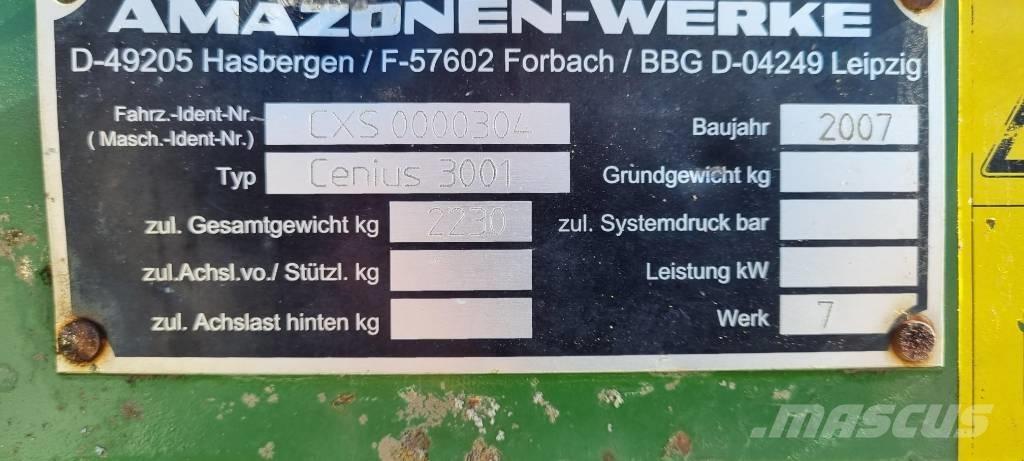 AMAZONEN-WERKE
D-49205 Hasbergen / F-57602 Forbach / BBG D-04249 Leipzig
Fahrz.-Ident-Nr. CXS 0000304 Baujahr 2007
( Masch.-Ident-Nr.)
Typ Cenius 3001 Grundgewicht kg
zul. Gesamtgewicht kg 2230 zul. Systemdruck bar
zul.Achsl.vo./ Stützl. kg Leistung kW
zul. Achslast hinten kg Werk 7
MASCUS